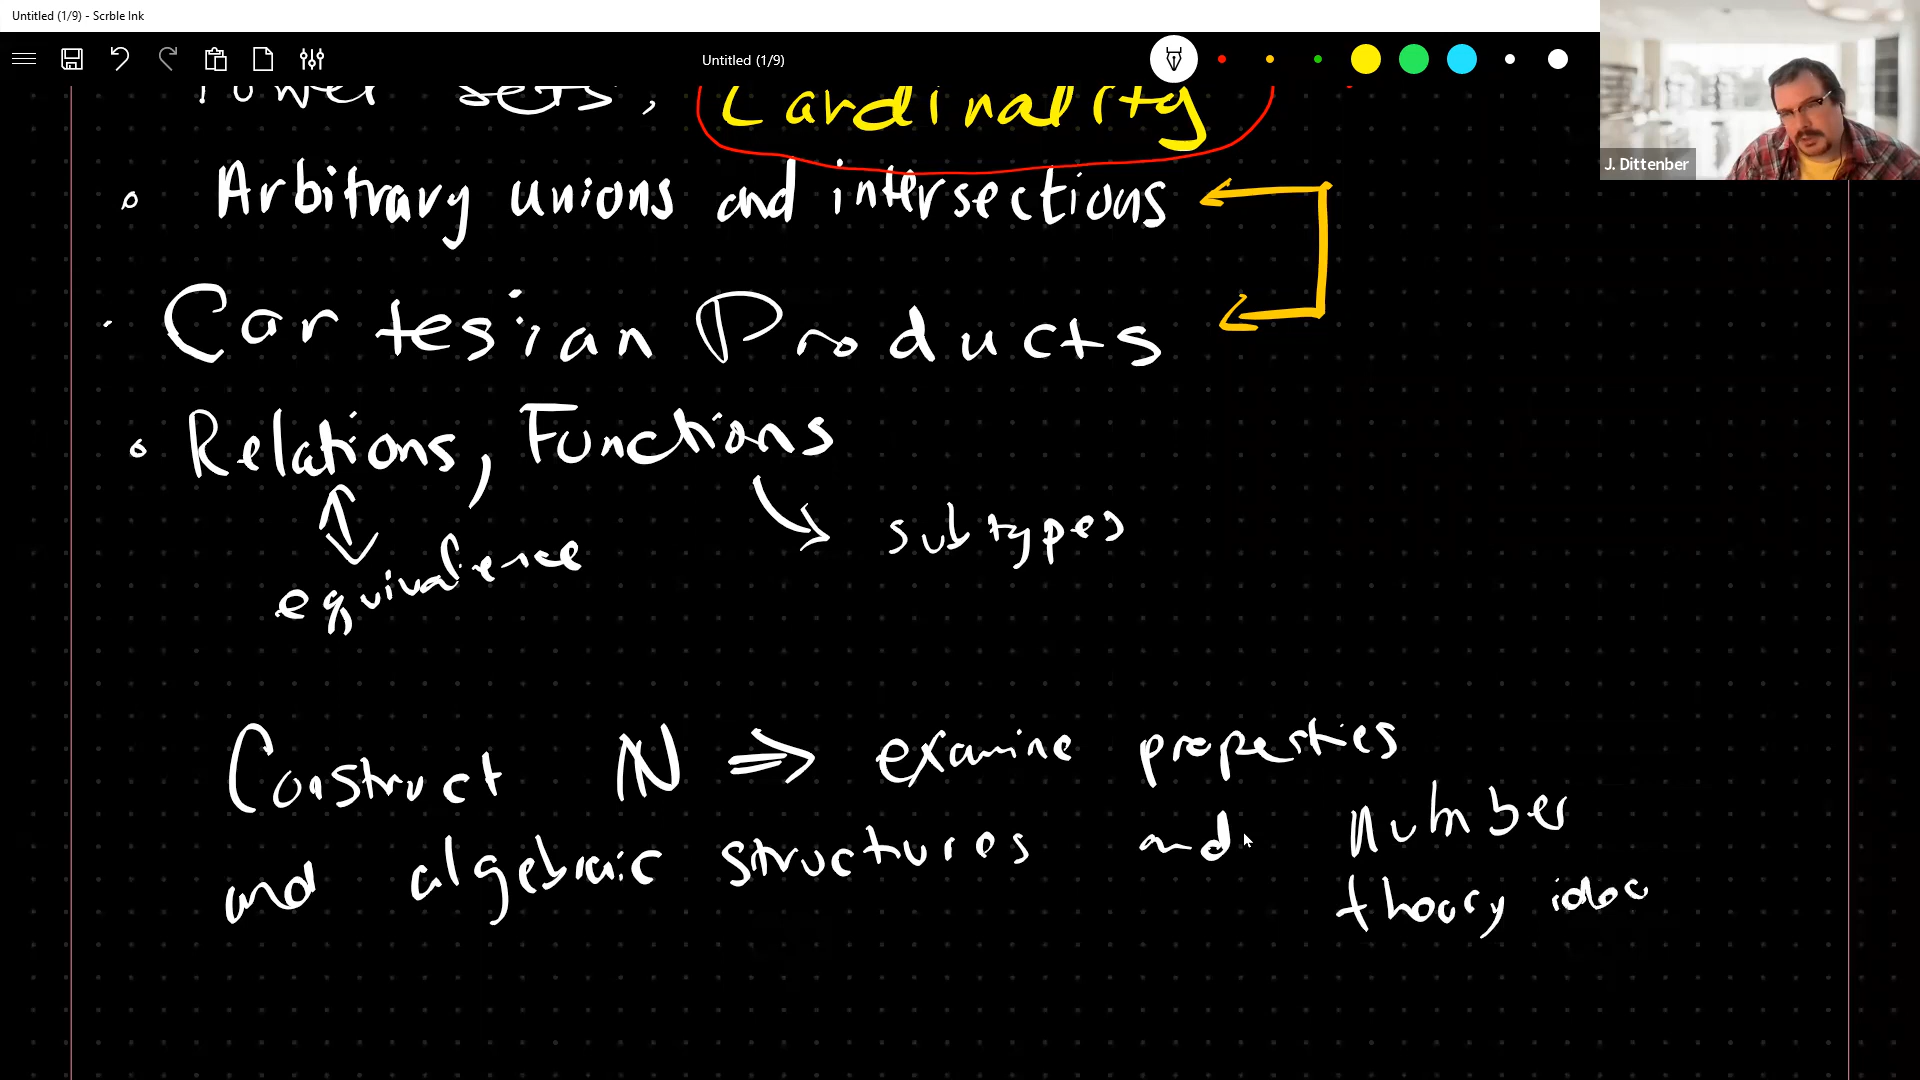 Untitled (1/9) - Scrble Ink
Untitled (1/9)
J. Dittenber
Power sets, Cardinality
Arbitrary unions and intersections
Cartesian Products
Relations, Functions
subtypes
equivalence
Construct ℕ ⇒ examine properties
and algebraic structures and number
theory idea